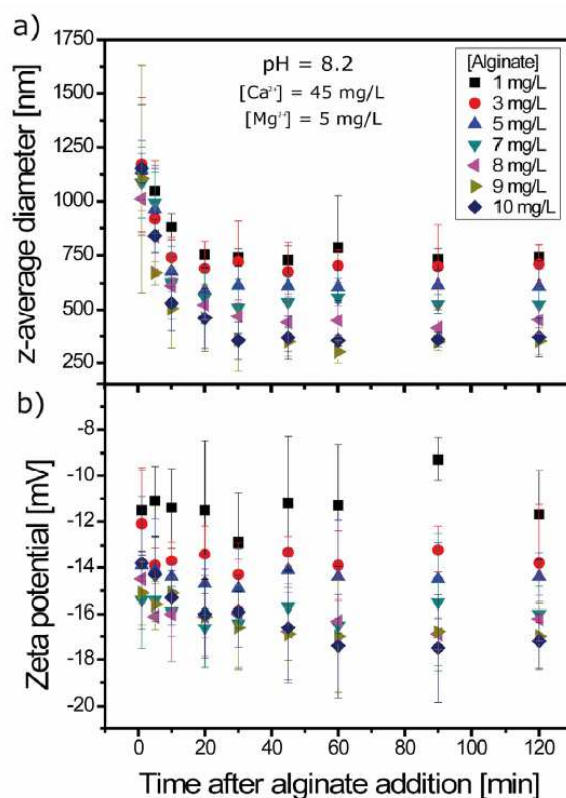 a)
1750
1500
1250
1000
750
500
250
z-average diameter [nm]
pH = 8.2
[Ca²⁺] = 45 mg/L
[Mg²⁺] = 5 mg/L
[Alginate]
1 mg/L
3 mg/L
5 mg/L
7 mg/L
8 mg/L
9 mg/L
10 mg/L
b)
-8
-10
-12
-14
-16
-18
-20
Zeta potential [mV]
0 20 40 60 80 100 120
Time after alginate addition [min]